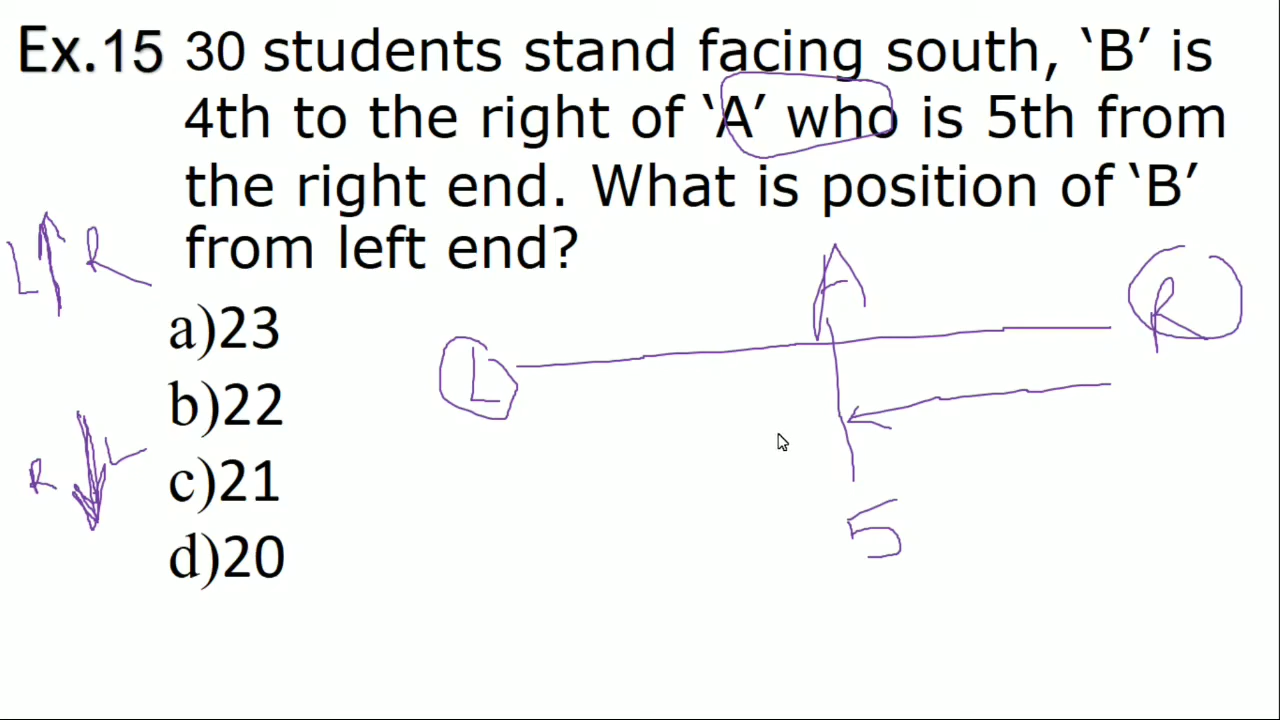 Ex.15 30 students stand facing south, ‘B’ is
4th to the right of ‘A’ who is 5th from
the right end. What is position of ‘B’
from left end?
L R
a)23
A
R
L
b)22
R L
c)21
5
d)20